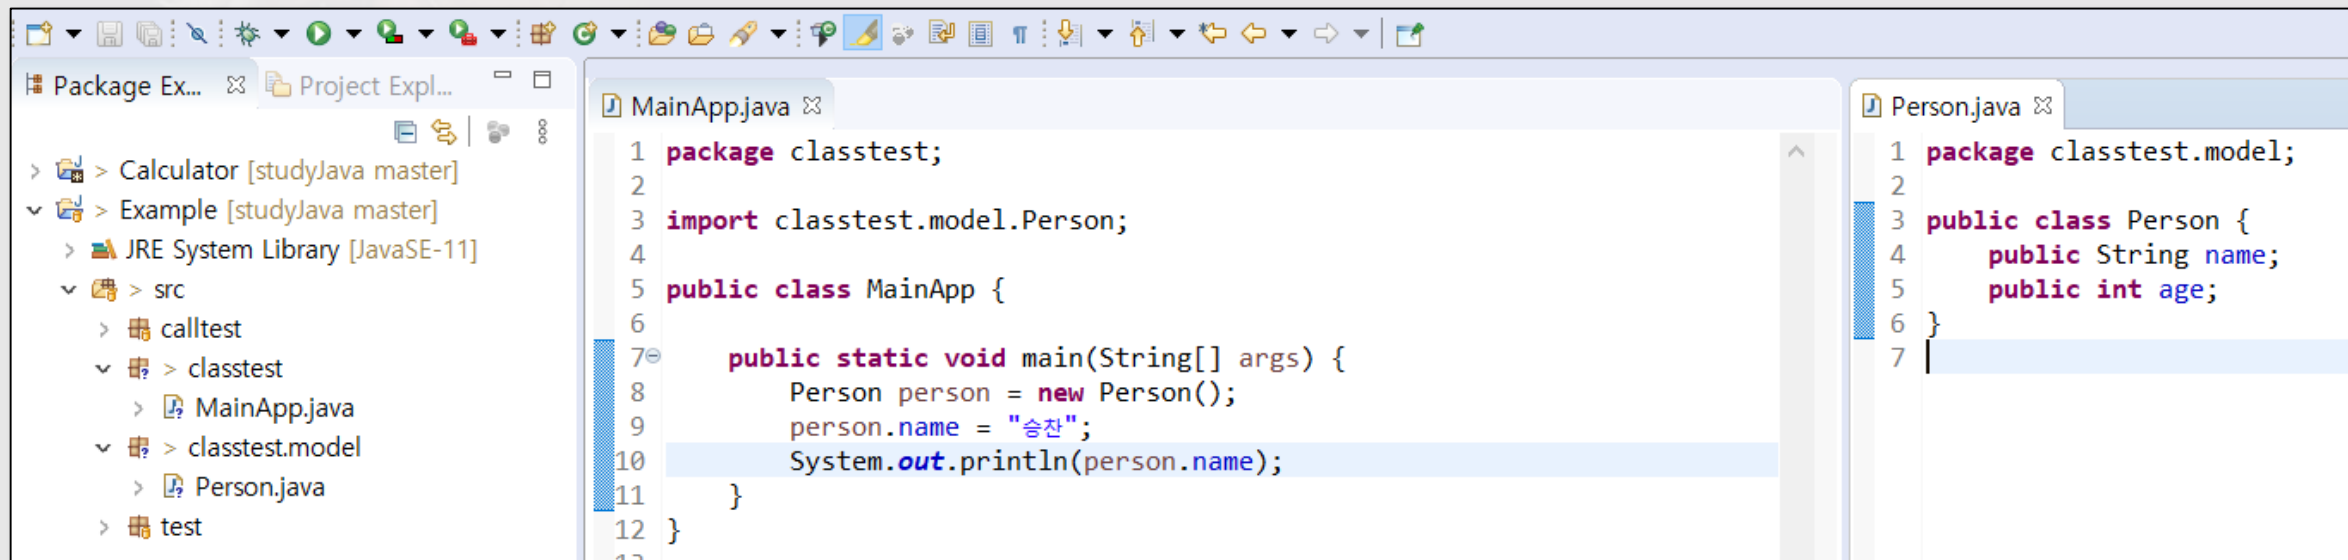 Package Ex...
Project Expl...
> Calculator [studyJava master]
> Example [studyJava master]
JRE System Library [JavaSE-11]
> src
calltest
> classtest
MainApp.java
> classtest.model
Person.java
test
MainApp.java
1 package classtest;
2
3 import classtest.model.Person;
4
5 public class MainApp {
6
7 public static void main(String[] args) {
8 Person person = new Person();
9 person.name = "승찬";
10 System.out.println(person.name);
11 }
12 }
Person.java
1 package classtest.model;
2
3 public class Person {
4 public String name;
5 public int age;
6 }
7